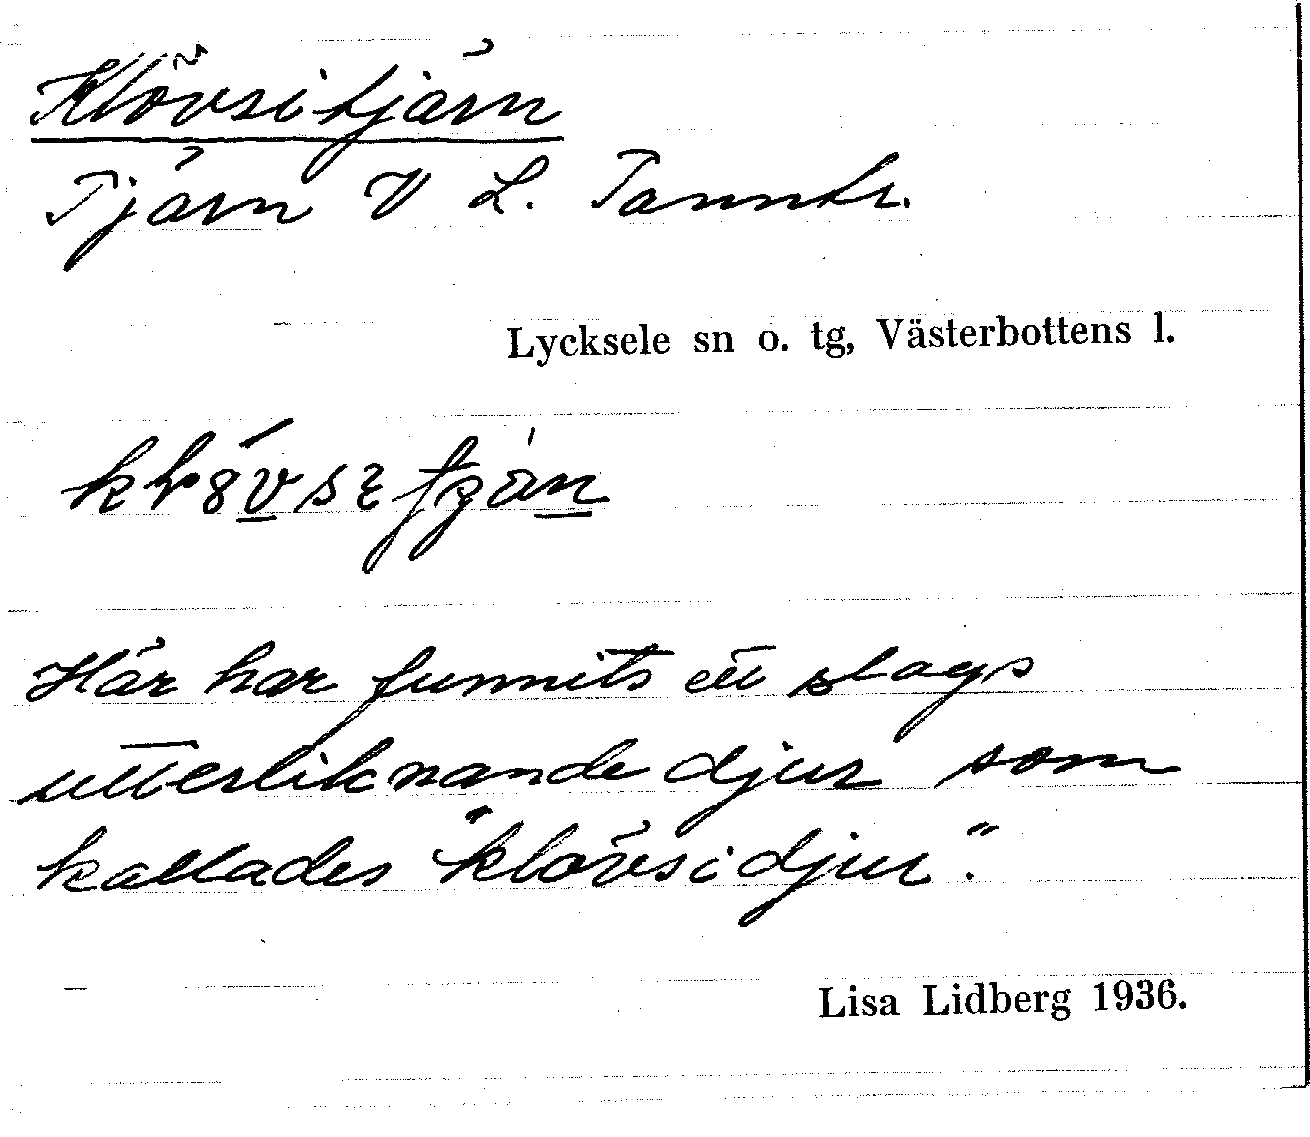 Klövsitjärn
Tjärn V L. Tanntr.
Lycksele sn o. tg, Västerbottens l.
Här har funnits ett slags
utterliknande djur som
kallades "klövsidjur".
Lisa Lidberg 1936.